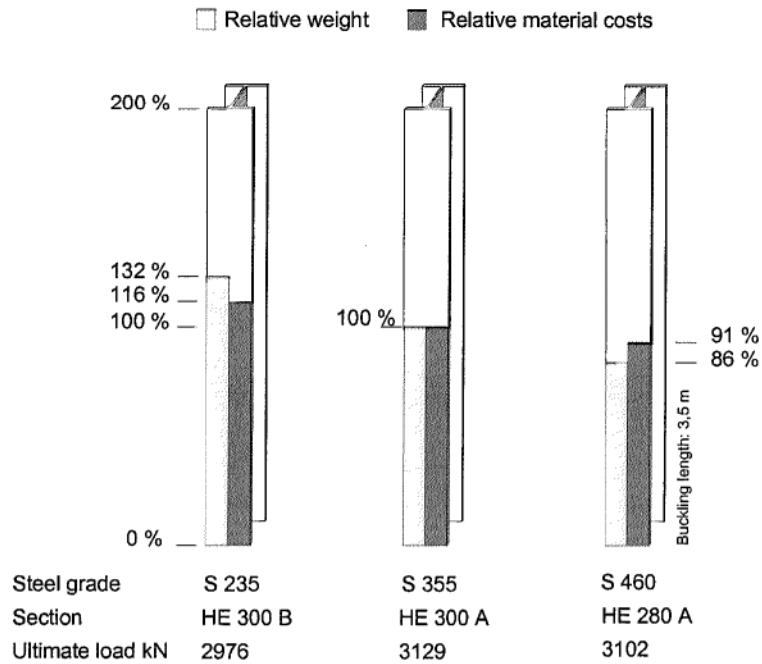 Relative weight Relative material costs
200 %
132 %
116 %
100 %
100 %
91 %
86 %
Buckling length: 3,5 m
0 %
Steel grade S 235 S 355 S 460
Section HE 300 B HE 300 A HE 280 A
Ultimate load kN 2976 3129 3102